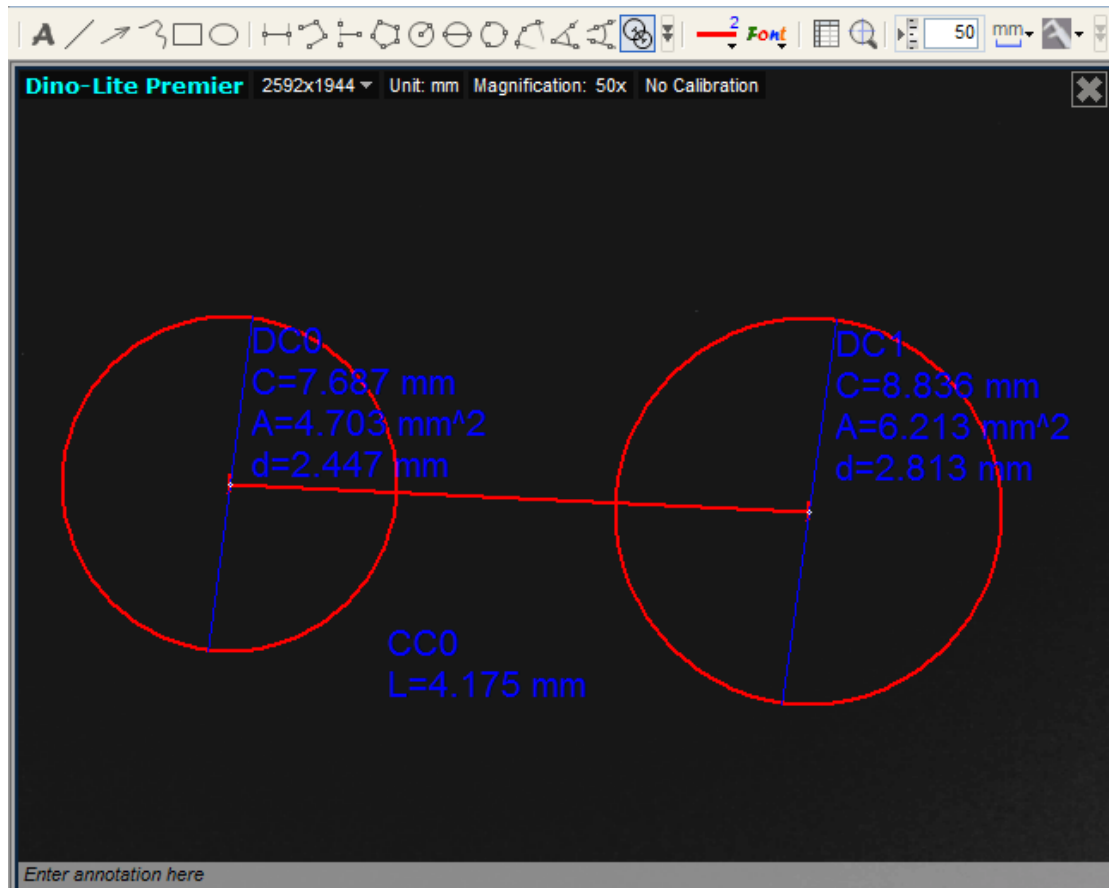 A 2 Font 50 mm
Dino-Lite Premier 2592x1944 Unit: mm Magnification: 50x No Calibration
DC0
C=7.687 mm
A=4.703 mm^2
d=2.447 mm
DC1
C=8.836 mm
A=6.213 mm^2
d=2.813 mm
CC0
L=4.175 mm
Enter annotation here